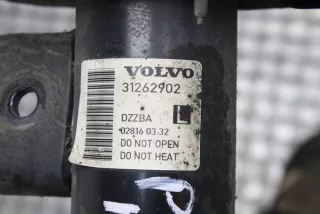 VOLVO
31262902
DZZBA L
02816 03.32
DO NOT OPEN
DO NOT HEAT